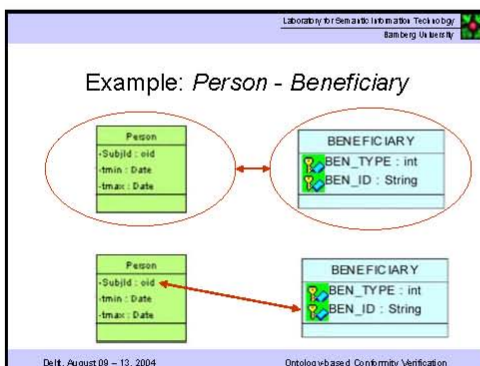 Laboratory for Semantic Information Technology
Bamberg University
Example: Person - Beneficiary
Person
-SubjId : oid
-tmin : Date
-tmax : Date
BENEFICIARY
BEN_TYPE : int
BEN_ID : String
Person
-SubjId : oid
-tmin : Date
-tmax : Date
BENEFICIARY
BEN_TYPE : int
BEN_ID : String
Delft, August 09 – 13, 2004
Ontology-based Conformity Verification